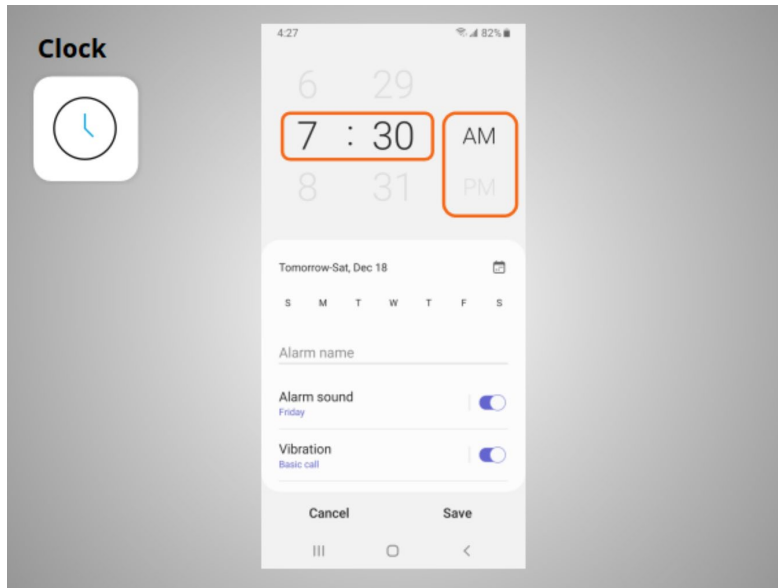 Clock
4:27 82%
6 29
7 : 30 AM
8 31 PM
Tomorrow-Sat, Dec 18
S M T W T F S
Alarm name
Alarm sound
Friday
Vibration
Basic call
Cancel Save